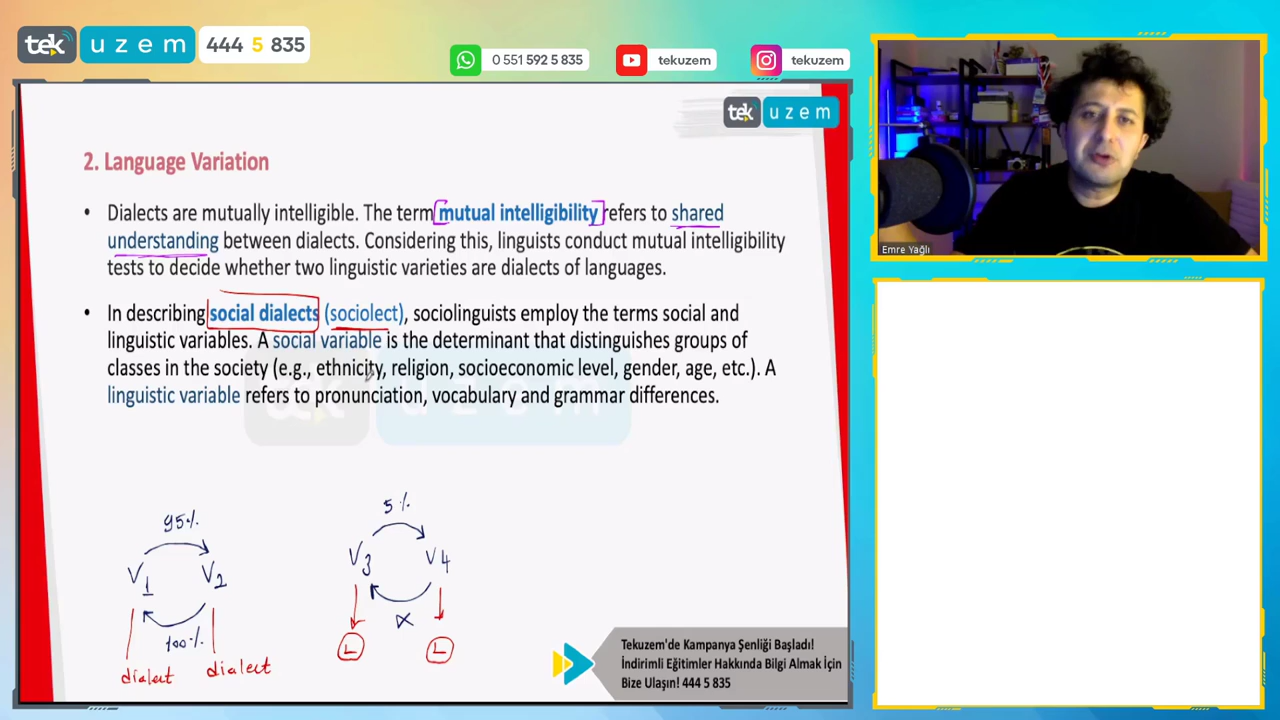 tek uzem 444 5 835
0 551 592 5 835
tekuzem
tekuzem
tek uzem
2. Language Variation
• Dialects are mutually intelligible. The term [mutual intelligibility] refers to shared
understanding between dialects. Considering this, linguists conduct mutual intelligibility
tests to decide whether two linguistic varieties are dialects of languages.
• In describing social dialects (sociolect), sociolinguists employ the terms social and
linguistic variables. A social variable is the determinant that distinguishes groups of
classes in the society (e.g., ethnicity, religion, socioeconomic level, gender, age, etc.). A
linguistic variable refers to pronunciation, vocabulary and grammar differences.
95%
V1 V2
100%
dialect dialect
5%
V3 V4
L L
Tekuzem'de Kampanya Şenliği Başladı!
İndirimli Eğitimler Hakkında Bilgi Almak İçin
Bize Ulaşın! 444 5 835
Emre Yağlı